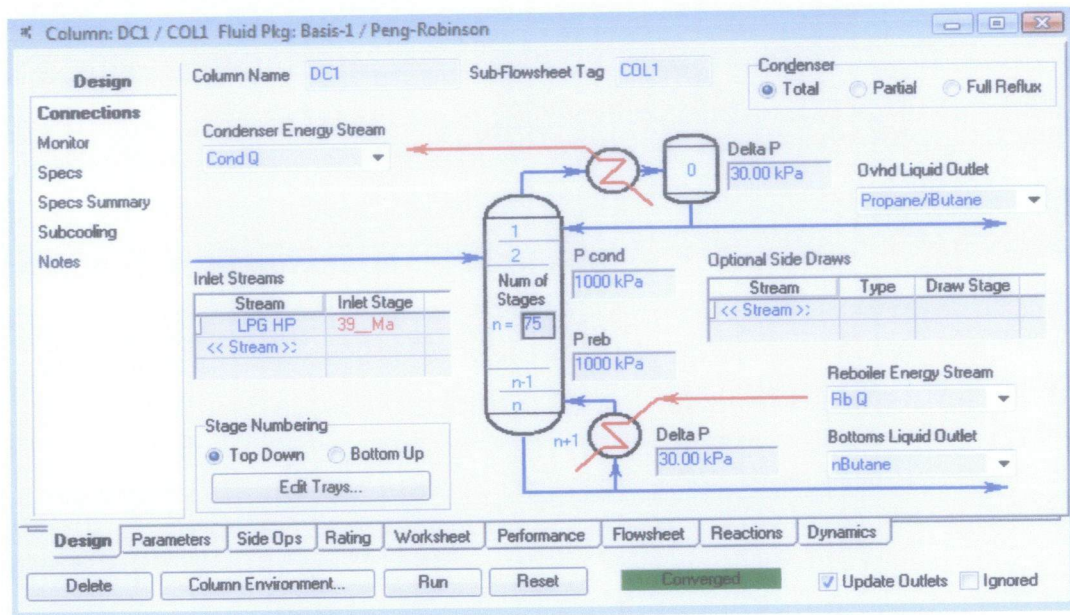 Column: DC1 / COL1 Fluid Pkg: Basis-1 / Peng-Robinson
Design
Connections
Monitor
Specs
Specs Summary
Subcooling
Notes
Column Name DC1
Sub-Flowsheet Tag COL1
Condenser
Total Partial Full Reflux
Condenser Energy Stream
Cond Q
0
Delta P
30.00 kPa
Ovhd Liquid Outlet
Propane/iButane
1
2
Num of
Stages
n = 75
n-1
n
P cond
1000 kPa
P reb
1000 kPa
Inlet Streams
Stream Inlet Stage
LPG HP 39__Ma
<< Stream >>
Optional Side Draws
Stream Type Draw Stage
<< Stream >>
Stage Numbering
Top Down Bottom Up
Edit Trays...
n+1
Delta P
30.00 kPa
Reboiler Energy Stream
Rb Q
Bottoms Liquid Outlet
nButane
Design Parameters Side Ops Rating Worksheet Performance Flowsheet Reactions Dynamics
Delete Column Environment... Run Reset Converged Update Outlets Ignored